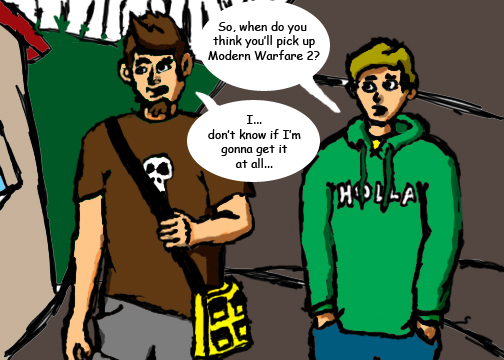 So, when do you
think you'll pick up
Modern Warfare 2?
I...
don't know if I'm
gonna get it
at all...
HOLLA